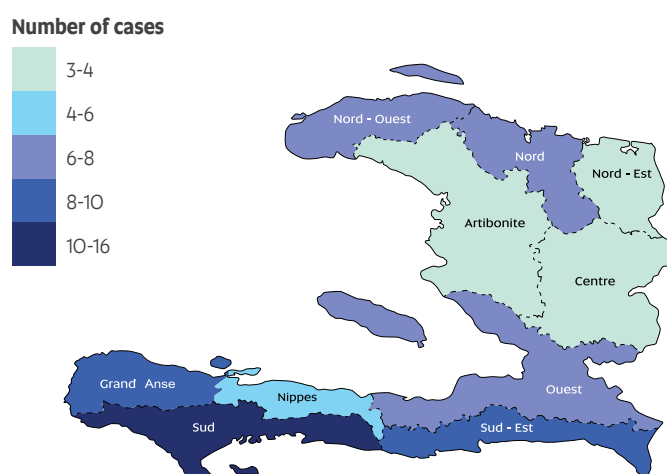 Number of cases
3-4
4-6
6-8
8-10
10-16
Nord - Ouest
Nord
Nord - Est
Artibonite
Centre
Grand Anse
Nippes
Ouest
Sud
Sud - Est